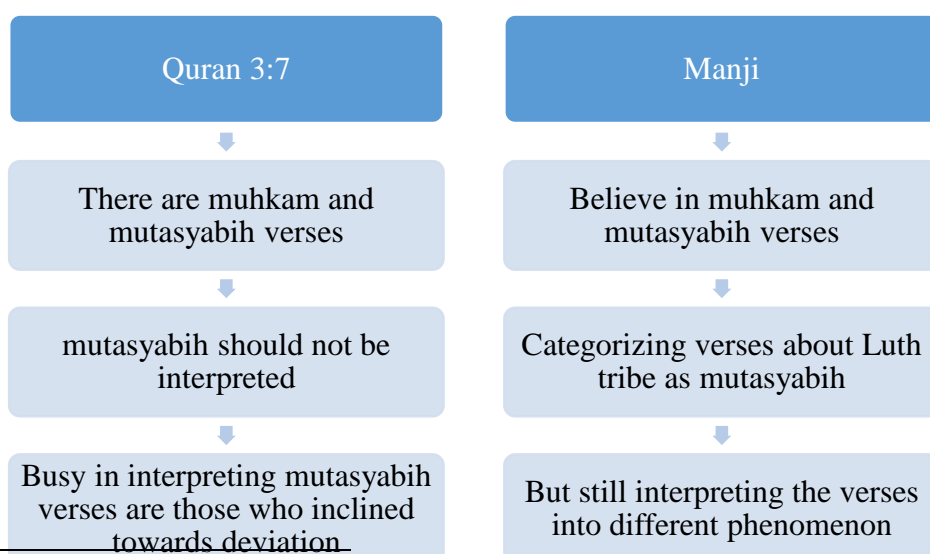 Quran 3:7
There are muhkam and
mutasyabih verses
mutasyabih should not be
interpreted
Busy in interpreting mutasyabih
verses are those who inclined
towards deviation
Manji
Believe in muhkam and
mutasyabih verses
Categorizing verses about Luth
tribe as mutasyabih
But still interpreting the verses
into different phenomenon